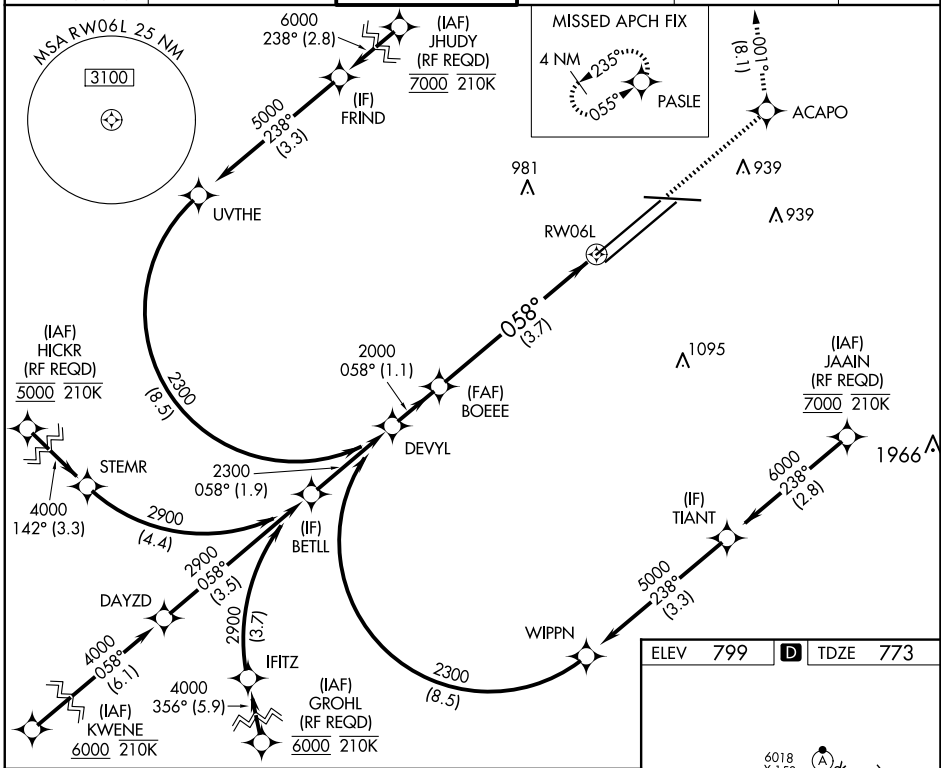 MSA RW06L 25 NM
3100
6000
238° (2.8)
(IAF)
JHUDY
(RF REQD)
7000 210K
(IF)
FRIND
5000
238°
(3.3)
UVTHE
MISSED APCH FIX
4 NM
235°
055°
PASLE
001°
(8.1)
ACAPO
981
939
939
RW06L
058°
(3.7)
1095
(IAF)
HICKR
(RF REQD)
5000 210K
2300
(8.5)
2000
058° (1.1)
(FAF)
BOEEE
DEVYL
(IAF)
JAAIN
(RF REQD)
7000 210K
1966
STEMR
4000
142° (3.3)
2900
(4.4)
2300
058° (1.9)
(IF)
BETLL
6000
238°
(2.8)
(IF)
TIANT
5000
238°
(3.3)
2900
058°
(3.5)
DAYZD
2900
(3.7)
WIPPN
2300
(8.5)
4000
058°
(6.1)
(IAF)
KWENE
6000 210K
IFITZ
4000
356° (5.9)
(IAF)
GROHL
(RF REQD)
6000 210K
ELEV 799 D TDZE 773
6018
A